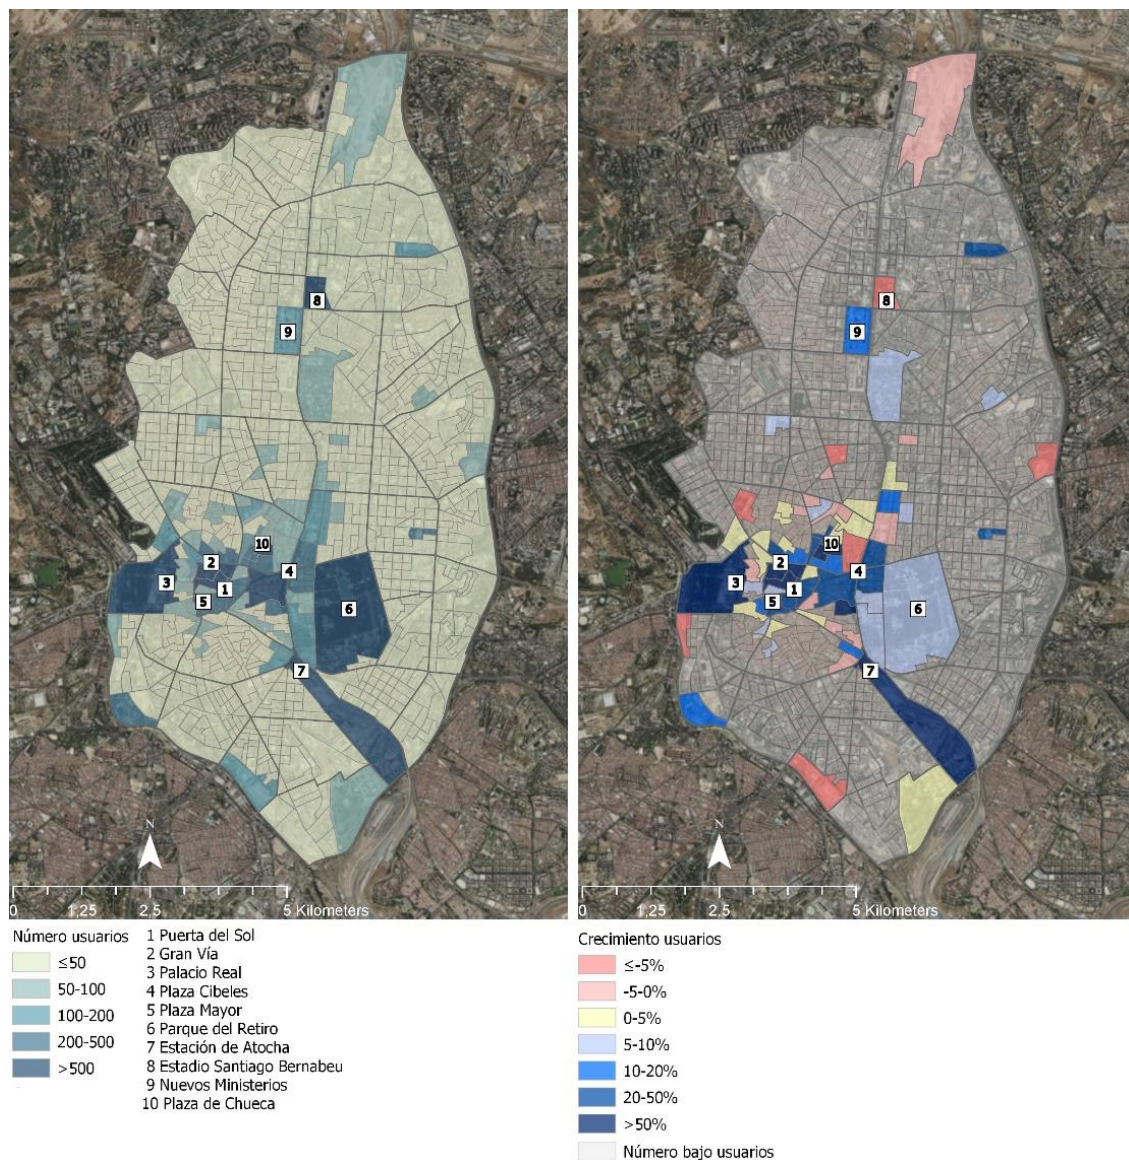 10
9
8
7
6
5
4
3
2
1
N
0 1,25 2,5 5 Kilometers
Número usuarios
≤50
50-100
100-200
200-500
>500
1 Puerta del Sol
2 Gran Vía
3 Palacio Real
4 Plaza Cibeles
5 Plaza Mayor
6 Parque del Retiro
7 Estación de Atocha
8 Estadio Santiago Bernabeu
9 Nuevos Ministerios
10 Plaza de Chueca
8
9
10
2
4
3
1
5
6
7
N
0 1,25 2,5 5 Kilometers
Crecimiento usuarios
≤-5%
-5-0%
0-5%
5-10%
10-20%
20-50%
>50%
Número bajo usuarios